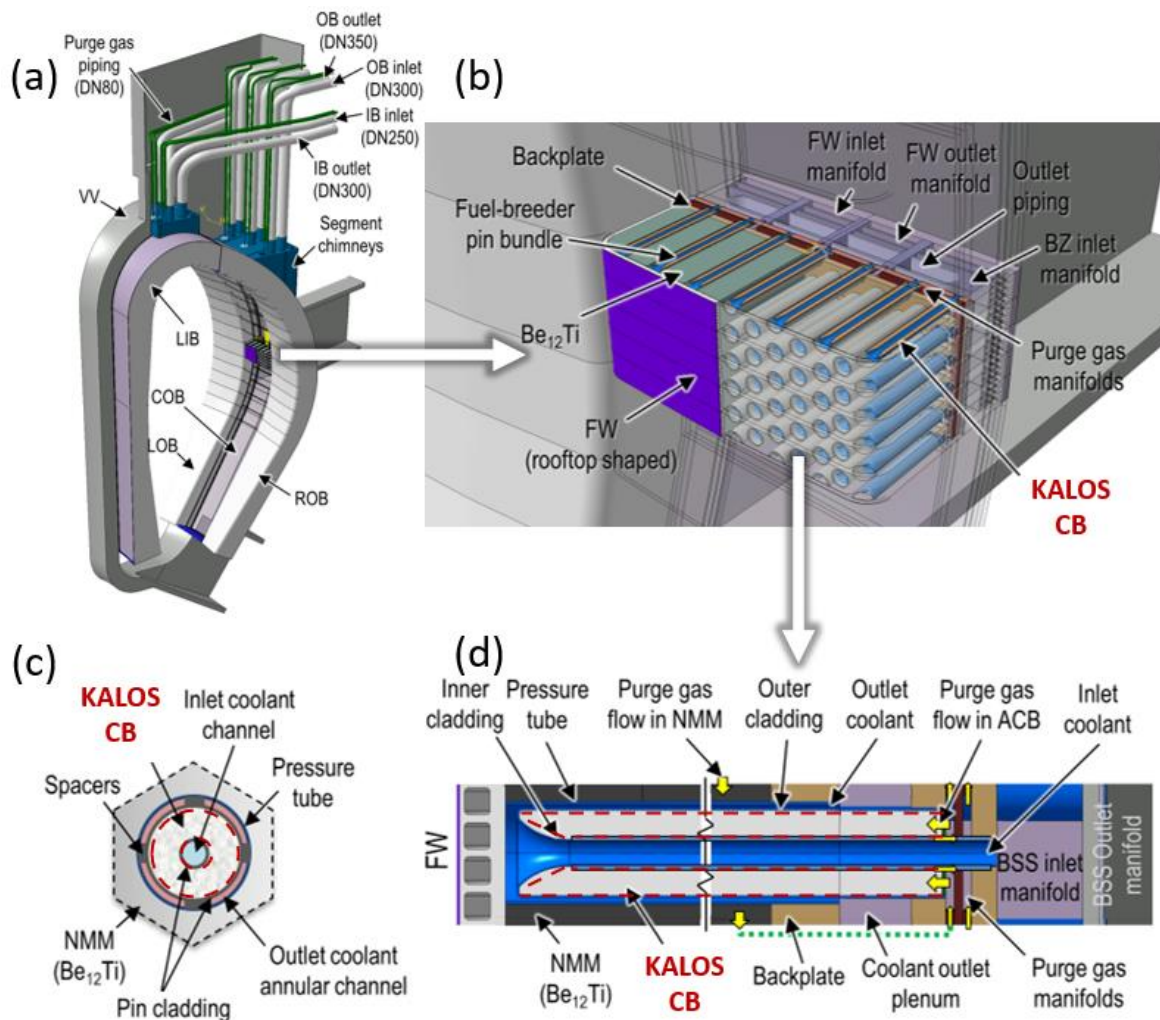 (a)
Purge gas
piping
(DN80)
OB outlet
(DN350)
OB inlet
(DN300)
IB inlet
(DN250)
IB outlet
(DN300)
VV
Segment
chimneys
LIB
COB
LOB
ROB
(b)
Backplate
FW inlet
manifold
FW outlet
manifold
Outlet
piping
Fuel-breeder
pin bundle
BZ inlet
manifold
Be₁₂Ti
Purge gas
manifolds
FW
(rooftop shaped)
KALOS
CB
(c)
KALOS
CB
Inlet coolant
channel
Spacers
Pressure
tube
NMM
(Be₁₂Ti)
Outlet coolant
annular channel
Pin cladding
(d)
Inner
cladding
Pressure
tube
Purge gas
flow in NMM
Outer
cladding
Outlet
coolant
Purge gas
flow in ACB
Inlet
coolant
FW
BSS inlet
manifold
BSS Outlet
manifold
NMM
(Be₁₂Ti)
KALOS
CB
Backplate
Coolant outlet
plenum
Purge gas
manifolds